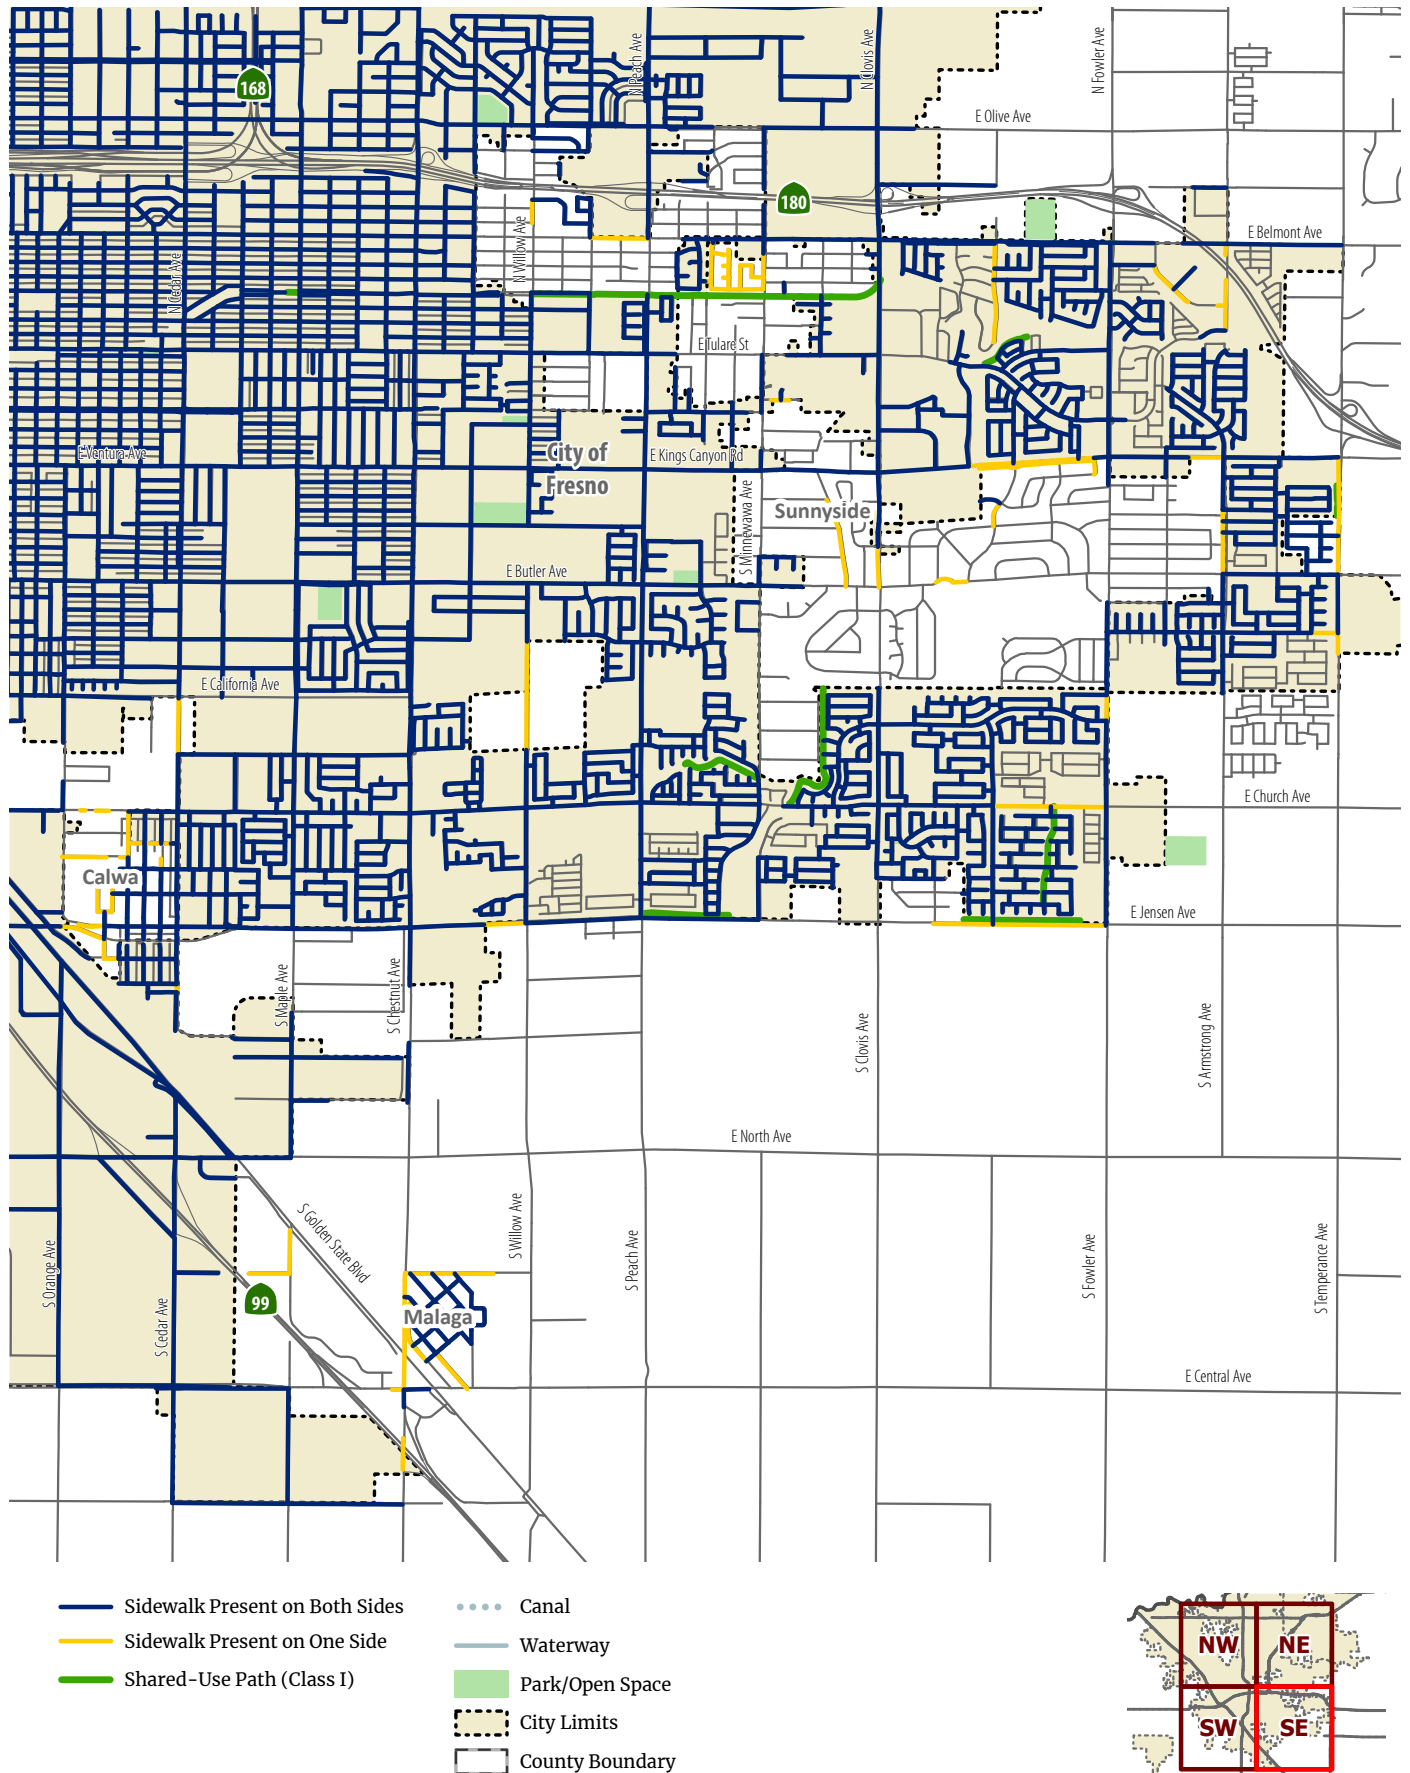 N Peach Ave
N Clovis Ave
N Fowler Ave
168
E Olive Ave
180
E Belmont Ave
N Willow Ave
N Cedar Ave
E Tulare St
E Ventura Ave
City of
Fresno
E Kings Canyon Rd
S Minnewawa Ave
Sunnyside
E Butler Ave
E California Ave
E Church Ave
Calwa
E Jensen Ave
S Maple Ave
S Chestnut Ave
S Clovis Ave
S Armstrong Ave
E North Ave
S Golden State Blvd
S Willow Ave
S Peach Ave
S Orange Ave
S Fowler Ave
S Temperance Ave
99
S Cedar Ave
Malaga
E Central Ave
Sidewalk Present on Both Sides
Sidewalk Present on One Side
Shared-Use Path (Class I)
Canal
Waterway
Park/Open Space
City Limits
County Boundary
NW
NE
SW
SE